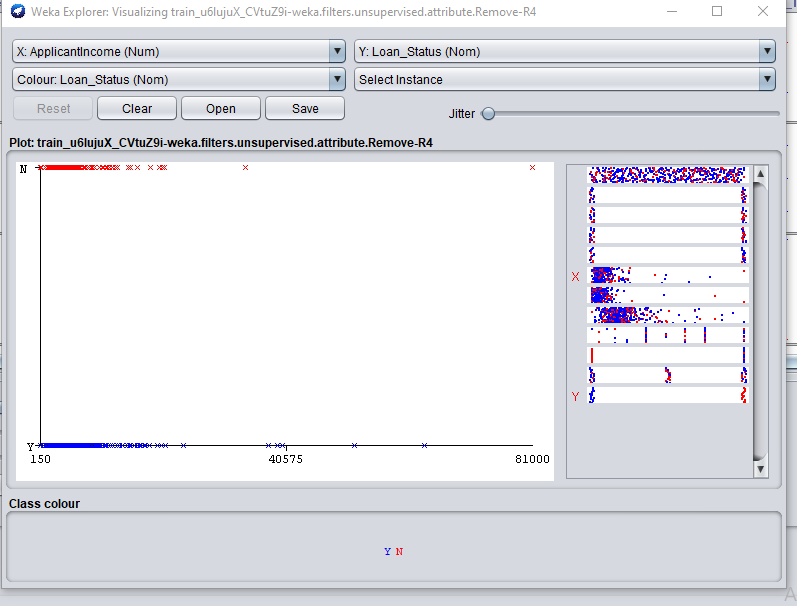 Weka Explorer: Visualizing train_u6lujuX_CVtuZ9i-weka.filters.unsupervised.attribute.Remove-R4
X: ApplicantIncome (Num) Y: Loan_Status (Nom)
Colour: Loan_Status (Nom) Select Instance
Reset Clear Open Save Jitter
Plot: train_u6lujuX_CVtuZ9i-weka.filters.unsupervised.attribute.Remove-R4
N
X
Y
Y
150 40575 81000
Class colour
Y N